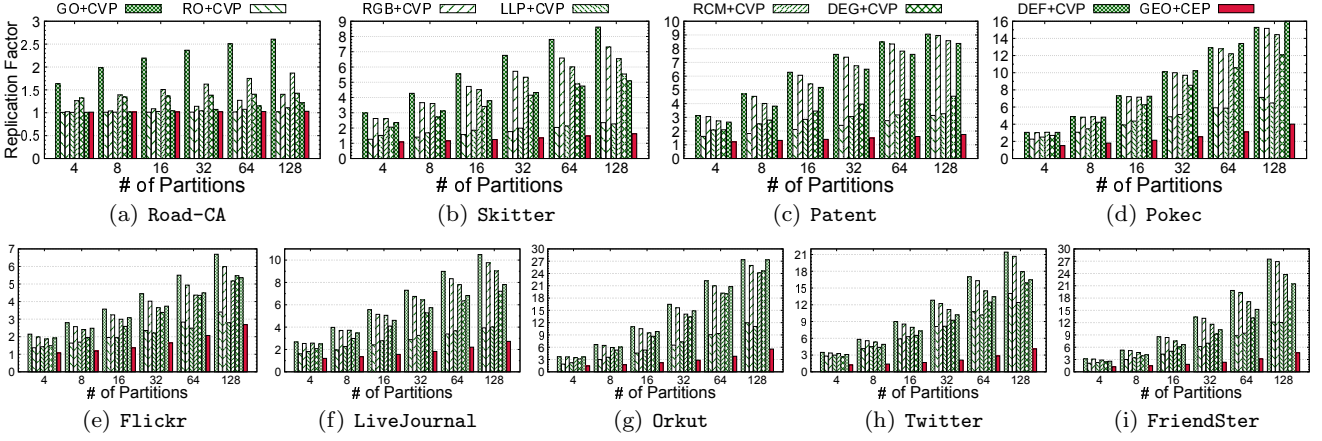 GO+CVP RO+CVP RGB+CVP LLP+CVP RCM+CVP DEG+CVP DEF+CVP GEO+CEP
Replication Factor
3
2.5
2
1.5
1
0.5
0
4 8 16 32 64 128
# of Partitions
(a) Road-CA
9
8
7
6
5
4
3
2
1
0
4 8 16 32 64 128
# of Partitions
(b) Skitter
10
9
8
7
6
5
4
3
2
1
0
4 8 16 32 64 128
# of Partitions
(c) Patent
16
14
12
10
8
6
4
2
0
4 8 16 32 64 128
# of Partitions
(d) Pokec
7
6
5
4
3
2
1
0
4 8 16 32 64 128
# of Partitions
(e) Flickr
10
8
6
4
2
0
4 8 16 32 64 128
# of Partitions
(f) LiveJournal
30
27
24
21
18
15
12
9
6
3
0
4 8 16 32 64 128
# of Partitions
(g) Orkut
21
18
15
12
9
6
3
0
4 8 16 32 64 128
# of Partitions
(h) Twitter
30
27
24
21
18
15
12
9
6
3
0
4 8 16 32 64 128
# of Partitions
(i) FriendSter